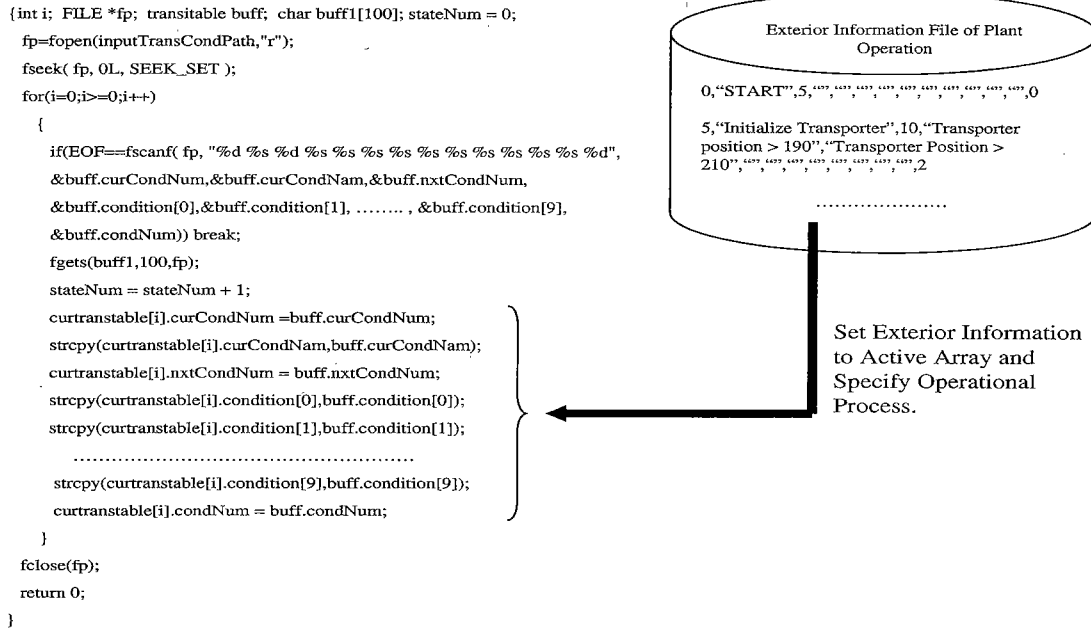 {int i; FILE *fp; transitable buff; char buff1[100]; stateNum = 0;
fp=fopen(inputTransCondPath,"r");
fseek( fp, 0L, SEEK_SET );
for(i=0;i>=0;i++)
{
if(EOF==fscanf( fp, "%d %s %d %s %s %s %s %s %s %s %s %s %s %d",
&buff.curCondNum,&buff.curCondNam,&buff.nxtCondNum,
&buff.condition[0],&buff.condition[1], ........ , &buff.condition[9],
&buff.condNum)) break;
fgets(buff1,100,fp);
stateNum = stateNum + 1;
curtranstable[i].curCondNum =buff.curCondNum;
strcpy(curtranstable[i].curCondNam,buff.curCondNam);
curtranstable[i].nxtCondNum = buff.nxtCondNum;
strcpy(curtranstable[i].condition[0],buff.condition[0]);
strcpy(curtranstable[i].condition[1],buff.condition[1]);
....................................................
strcpy(curtranstable[i].condition[9],buff.condition[9]);
curtranstable[i].condNum = buff.condNum;
}
fclose(fp);
return 0;
}
Exterior Information File of Plant
Operation
0,“START”,5,“”,“”,“”,“”,“”,“”,“”,“”,“”,“”,0
5,“Initialize Transporter”,10,“Transporter
position > 190”,“Transporter Position >
210”,“”,“”,“”,“”,“”,“”,“”,“”,2
.....................
Set Exterior Information
to Active Array and
Specify Operational
Process.